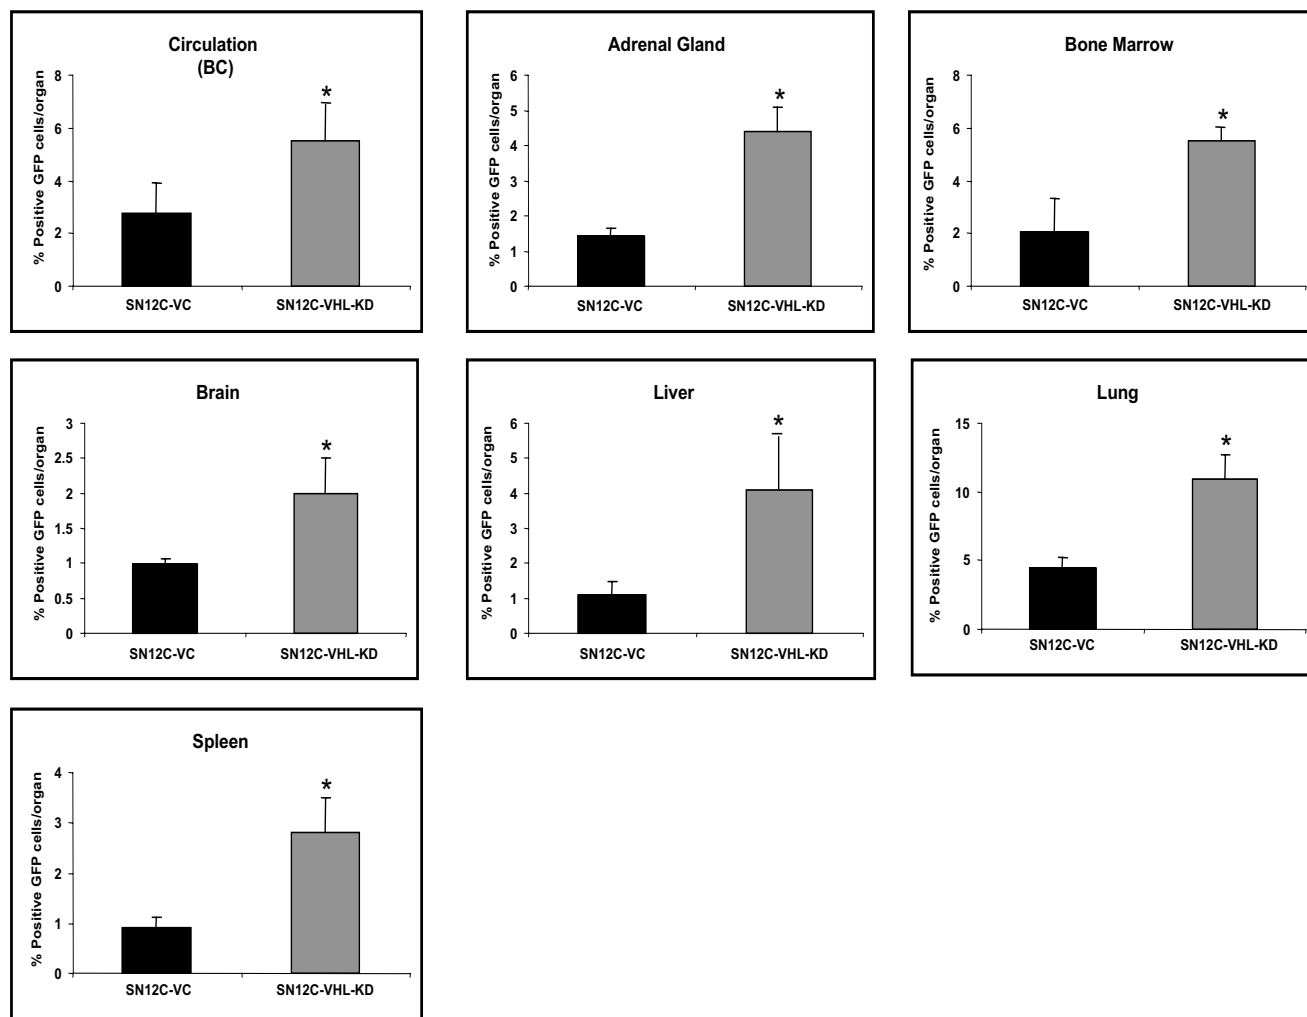 Circulation
(BC)
% Positive GFP cells/organ
8
6
4
2
0
*
SN12C-VC
SN12C-VHL-KD
Adrenal Gland
% Positive GFP cells/organ
6
5
4
3
2
1
0
*
SN12C-VC
SN12C-VHL-KD
Bone Marrow
% Positive GFP cells/organ
8
6
4
2
0
*
SN12C-VC
SN12C-VHL-KD
Brain
% Positive GFP cells/organ
3
2.5
2
1.5
1
0.5
0
*
SN12C-VC
SN12C-VHL-KD
Liver
% Positive GFP cells/organ
6
5
4
3
2
1
0
*
SN12C-VC
SN12C-VHL-KD
Lung
% Positive GFP cells/organ
15
10
5
0
*
SN12C-VC
SN12C-VHL-KD
Spleen
% Positive GFP cells/organ
4
3
2
1
0
*
SN12C-VC
SN12C-VHL-KD